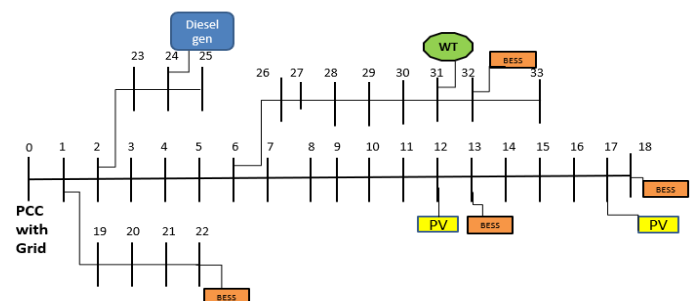 Diesel
gen
23 24 25
WT
BESS
26 27 28 29 30 31 32 33
0 1 2 3 4 5 6 7 8 9 10 11 12 13 14 15 16 17 18
BESS
PCC
with
Grid
PV
BESS
PV
19 20 21 22
BESS